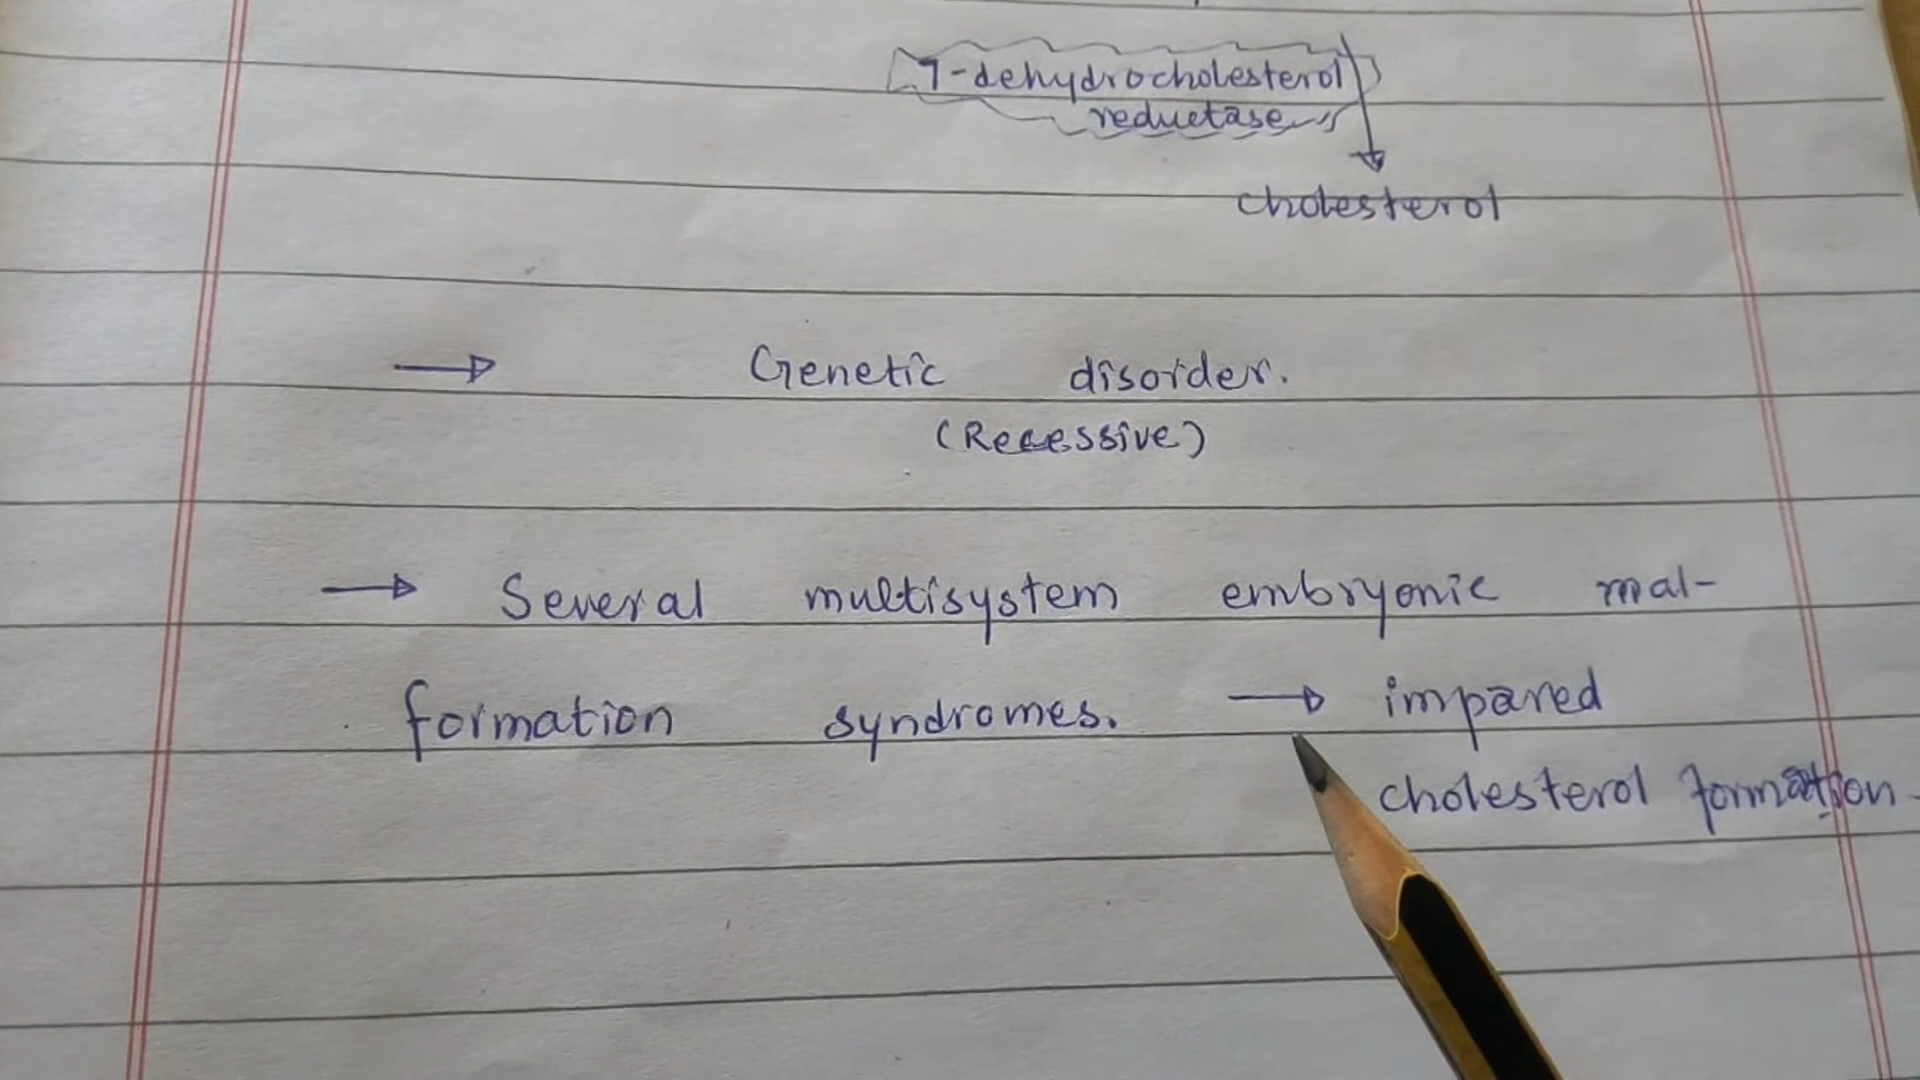 7-dehydrocholesterol
reductase
cholesterol
→ Genetic disorder.
(Recessive)
→ Several multisystem embryonic mal-
formation syndromes. → impared
cholesterol formation.